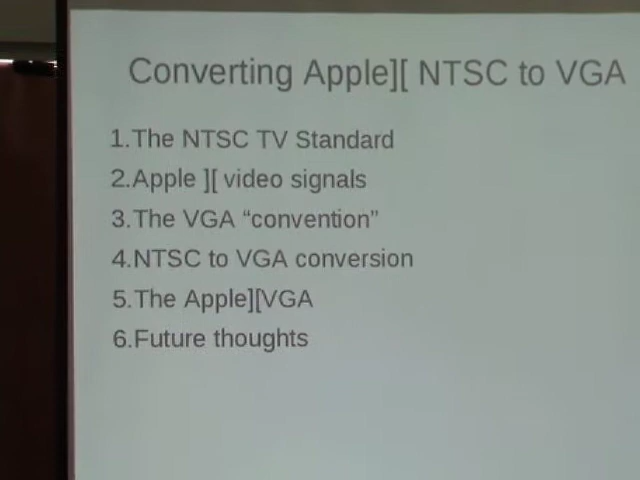 Converting Apple][ NTSC to VGA
1.The NTSC TV Standard
2.Apple ][ video signals
3.The VGA “convention”
4.NTSC to VGA conversion
5.The Apple][VGA
6.Future thoughts